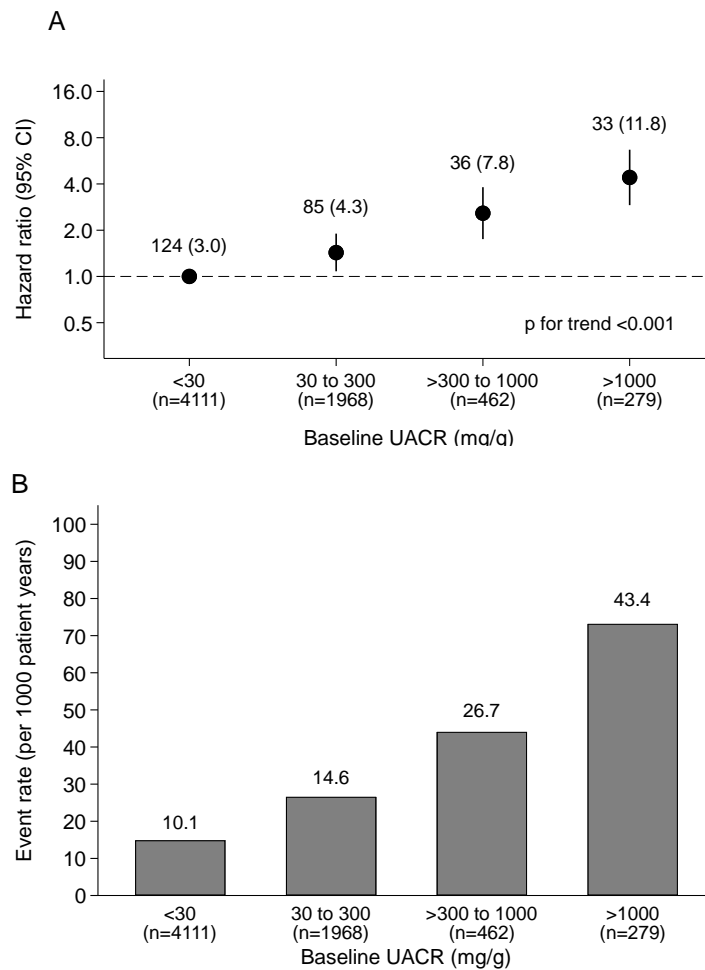 A
Hazard ratio (95% CI)
16.0
8.0
4.0
2.0
1.0
0.5
124 (3.0)
85 (4.3)
36 (7.8)
33 (11.8)
p for trend <0.001
<30
(n=4111)
30 to 300
(n=1968)
>300 to 1000
(n=462)
>1000
(n=279)
Baseline UACR (mg/g)
B
Event rate (per 1000 patient years)
100
90
80
70
60
50
40
30
20
10
0
10.1
14.6
26.7
43.4
<30
(n=4111)
30 to 300
(n=1968)
>300 to 1000
(n=462)
>1000
(n=279)
Baseline UACR (mg/g)